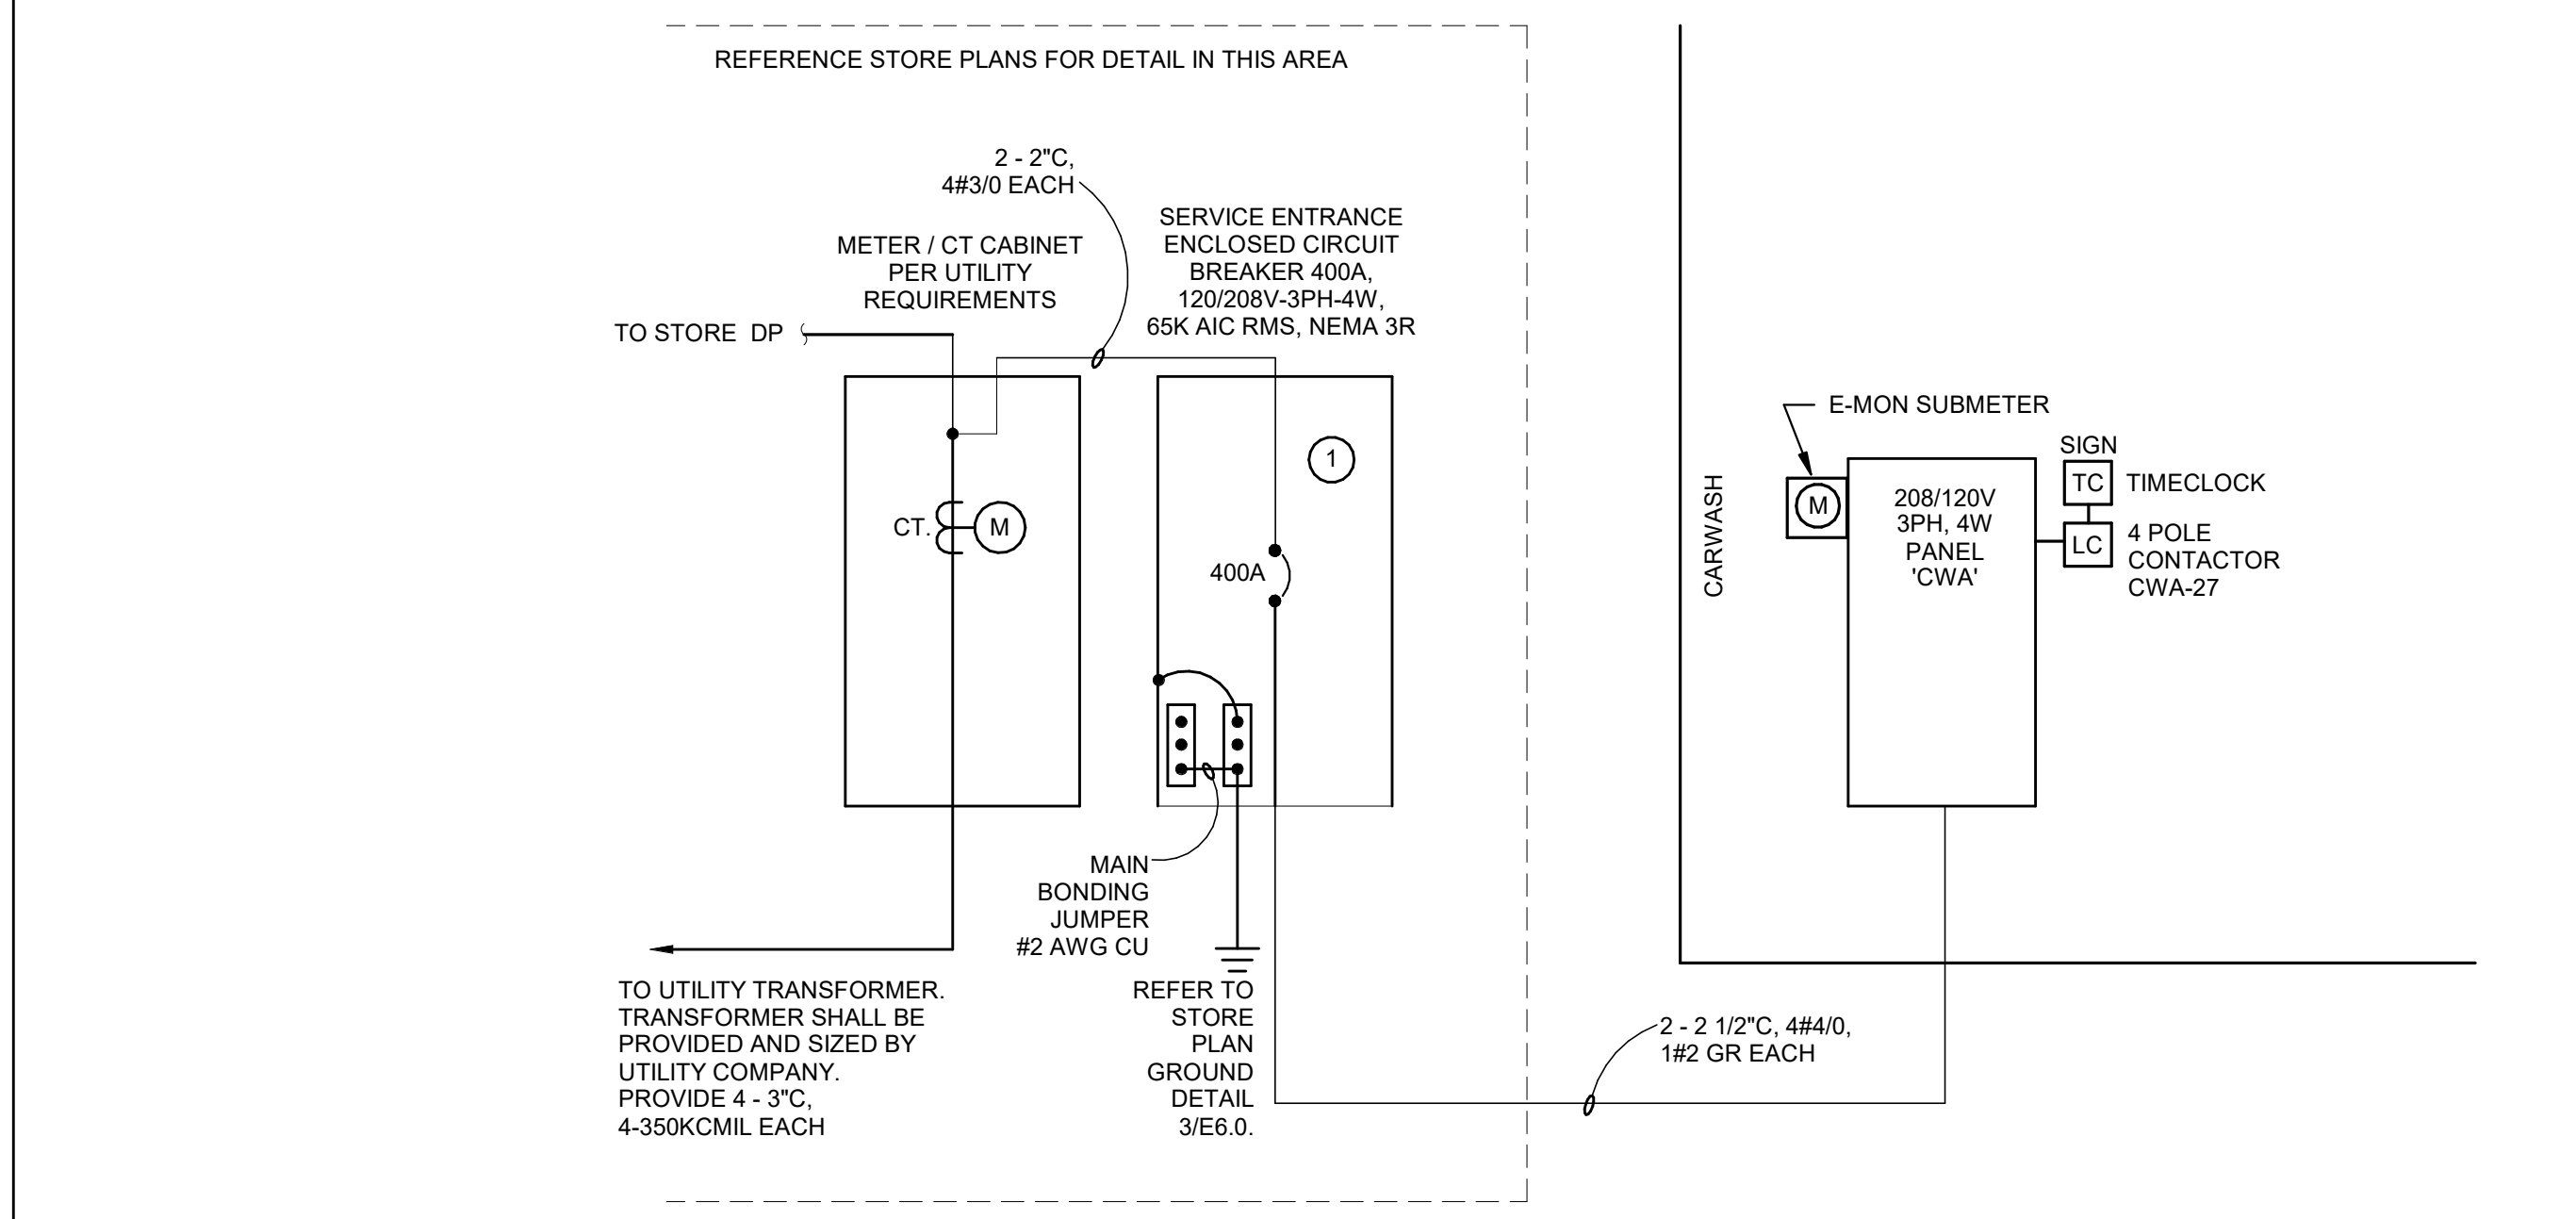 REFERENCE STORE PLANS FOR DETAIL IN THIS AREA
2 - 2"C,
4#3/0 EACH
METER / CT CABINET
PER UTILITY
REQUIREMENTS
SERVICE ENTRANCE
ENCLOSED CIRCUIT
BREAKER 400A,
120/208V-3PH-4W,
65K AIC RMS, NEMA 3R
TO STORE DP
CT.
M
1
400A
MAIN
BONDING
JUMPER
#2 AWG CU
TO UTILITY TRANSFORMER.
TRANSFORMER SHALL BE
PROVIDED AND SIZED BY
UTILITY COMPANY.
PROVIDE 4 - 3"C,
4-350KCMIL EACH
REFER TO
STORE
PLAN
GROUND
DETAIL
3/E6.0.
2 - 2 1/2"C, 4#4/0,
1#2 GR EACH
CARWASH
E-MON SUBMETER
M
208/120V
3PH, 4W
PANEL
'CWA'
SIGN
TC
TIMECLOCK
LC
4 POLE
CONTACTOR
CWA-27